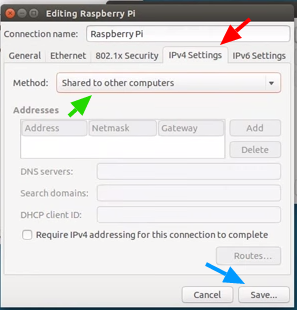 Editing Raspberry Pi
Connection name: Raspberry Pi
General Ethernet 802.1x Security IPv4 Settings IPv6 Settings
Method: Shared to other computers
Addresses
Address Netmask Gateway Add
Delete
DNS servers:
Search domains:
DHCP client ID:
Require IPv4 addressing for this connection to complete
Routes...
Cancel Save...